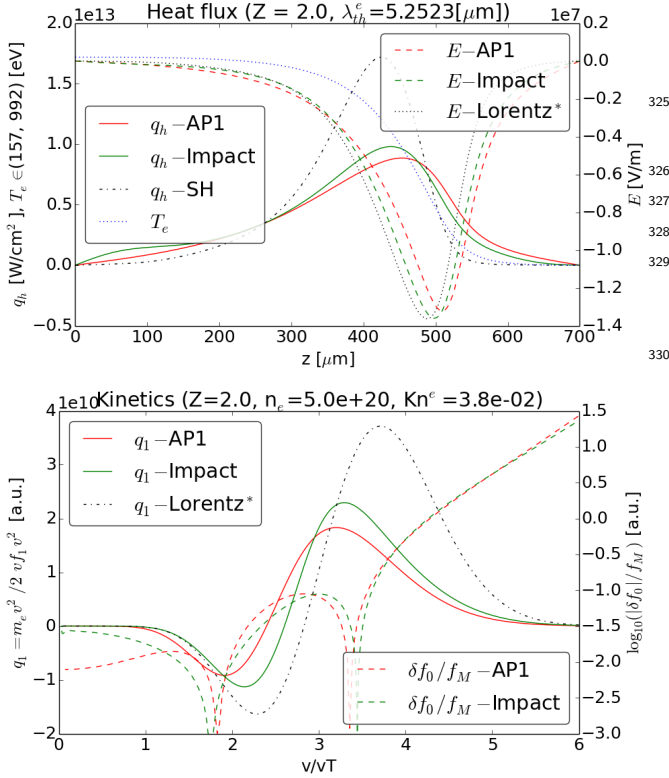 Heat flux (Z = 2.0, λ_th^e=5.2523[μm])
1e13
1e7
2.0
1.5
1.0
0.5
0.0
−0.5
q_h [W/cm²], T_e∈(157, 992) [eV]
q_h−AP1
q_h−Impact
q_h−SH
T_e
E−AP1
E−Impact
E−Lorentz*
0.2
0.0
−0.2
−0.4
−0.6
−0.8
−1.0
−1.2
−1.4
E [V/m]
0 100 200 300 400 500 600 700
z [μm]
325
326
327
328
329
330
Kinetics (Z=2.0, n_e=5.0e+20, Kn^e =3.8e-02)
1e10
4
3
2
1
0
−1
−2
q_1=m_e v²/2 vf_1 v² [a.u.]
q_1−AP1
q_1−Impact
q_1−Lorentz*
δf_0/f_M−AP1
δf_0/f_M−Impact
1.5
1.0
0.5
0.0
−0.5
−1.0
−1.5
−2.0
−2.5
−3.0
log₁₀(|δf_0|/f_M) [a.u.]
0 1 2 3 4 5 6
v/vT